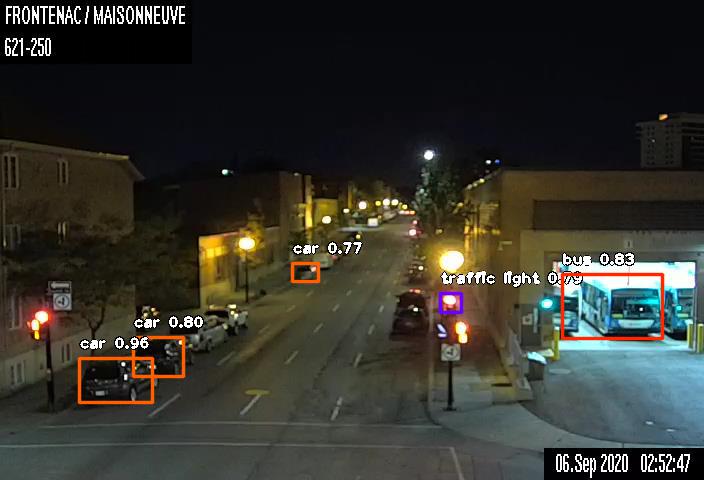 FRONTENAC / MAISONNEUVE
621-250
bus 0.83
car 0.77
traffic light 0.79
car 0.80
car 0.96
06.Sep 2020 02:52:47